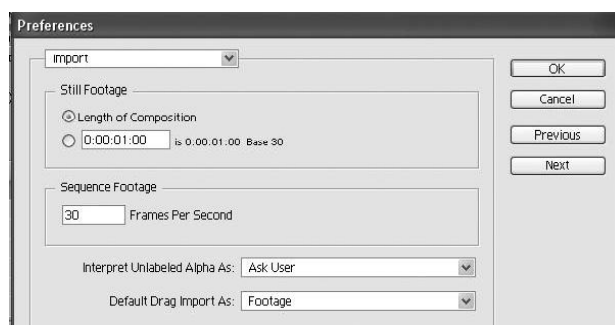 Preferences
Import
Still Footage
Length of Composition
0:00:01:00 is 0:00:01:00 Base 30
Sequence Footage
30 Frames Per Second
Interpret Unlabeled Alpha As: Ask User
Default Drag Import As: Footage
OK
Cancel
Previous
Next